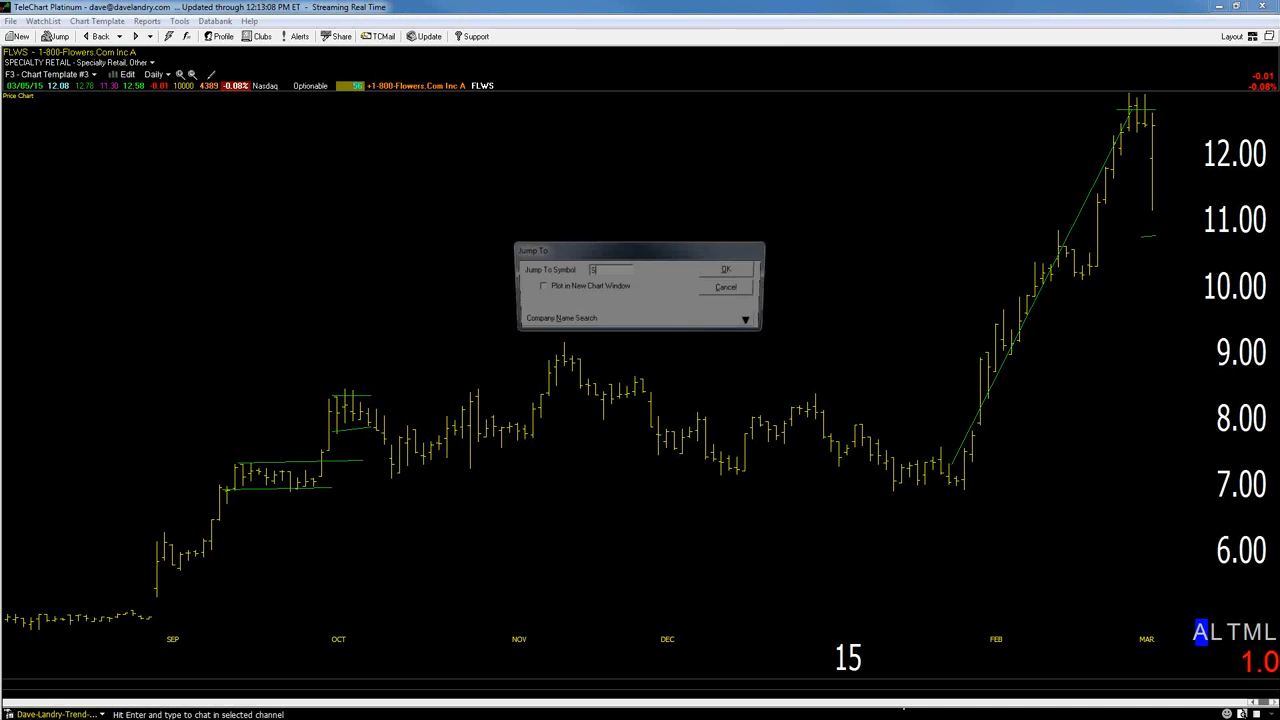 TeleChart Platinum - dave@davelandry.com ... Updated through 12:13:08 PM ET - Streaming Real Time
File WatchList Chart Template Reports Tools Databank Help
New Jump Back Profile Clubs Alerts Share TCMail Update Support Layout
FLWS - 1-800-Flowers.Com Inc A
SPECIALTY RETAIL - Specialty Retail, Other
F3 - Chart Template #3 Edit Daily
-0.01
03/05/15 12.08 12.78 11.30 12.58 -0.01 10000 4389 -0.08% Nasdaq Optionable 56 +1-800-Flowers.Com Inc A FLWS
-0.08%
Price Chart
12.00
11.00
Jump To
Jump To Symbol S OK
Plot in New Chart Window Cancel
10.00
Company Name Search
9.00
8.00
7.00
6.00
ALTML
SEP OCT NOV DEC 15 FEB MAR
1.0
Dave-Landry-Trend-... Hit Enter and type to chat in selected channel